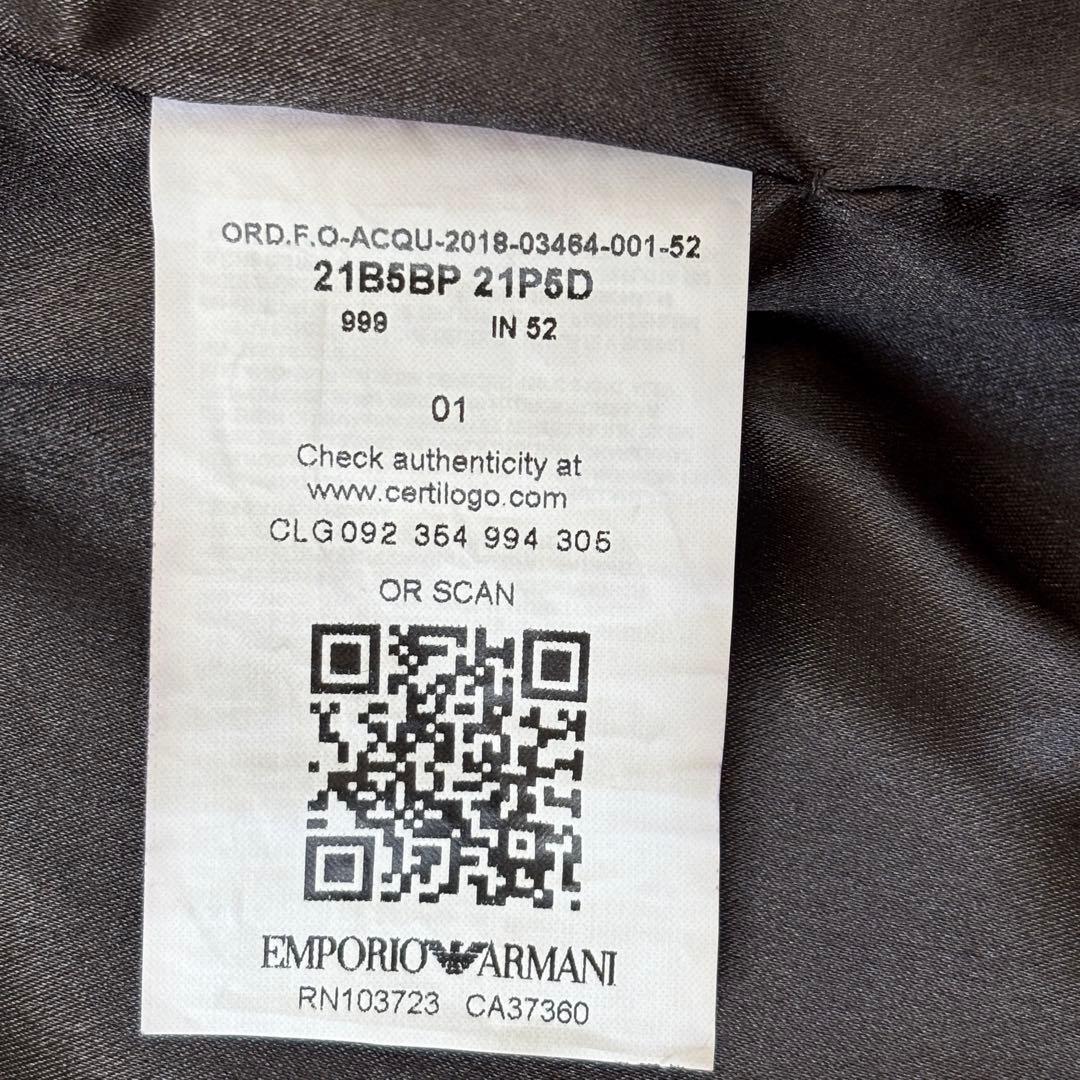 ORD.F.O-ACQU-2018-03464-001-52
21B5BP 21P5D
999 IN 52
01
Check authenticity at
www.certilogo.com
CLG 092 364 994 305
OR SCAN
EMPORIO ARMANI
RN103723 CA37360